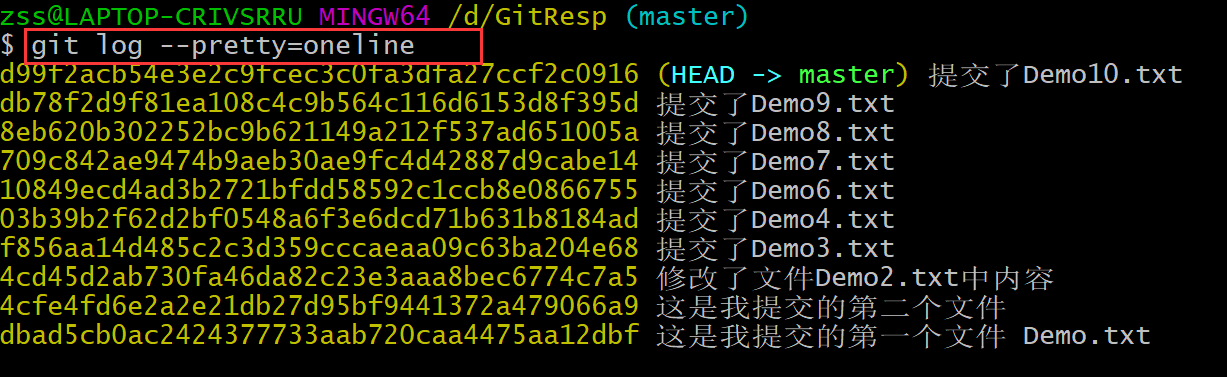 zss@LAPTOP-CRIVSRRU MINGW64 /d/GitResp (master)
$ git log --pretty=oneline
d99f2acb54e3e2c9fcec3c0fa3dfa27ccf2c0916 (HEAD -> master) 提交了Demo10.txt
db78f2d9f81ea108c4c9b564c116d6153d8f395d 提交了Demo9.txt
8eb620b302252bc9b621149a212f537ad651005a 提交了Demo8.txt
709c842ae9474b9aeb30ae9fc4d42887d9cabe14 提交了Demo7.txt
10849ecd4ad3b2721bfdd58592c1ccb8e0866755 提交了Demo6.txt
03b39b2f62d2bf0548a6f3e6dcd71b631b8184ad 提交了Demo4.txt
f856aa14d485c2c3d359cccaeaa09c63ba204e68 提交了Demo3.txt
4cd45d2ab730fa46da82c23e3aaa8bec6774c7a5 修改了文件Demo2.txt中内容
4cfe4fd6e2a2e21db27d95bf9441372a479066a9 这是我提交的第二个文件
dbad5cb0ac2424377733aab720caa4475aa12dbf 这是我提交的第一个文件 Demo.txt